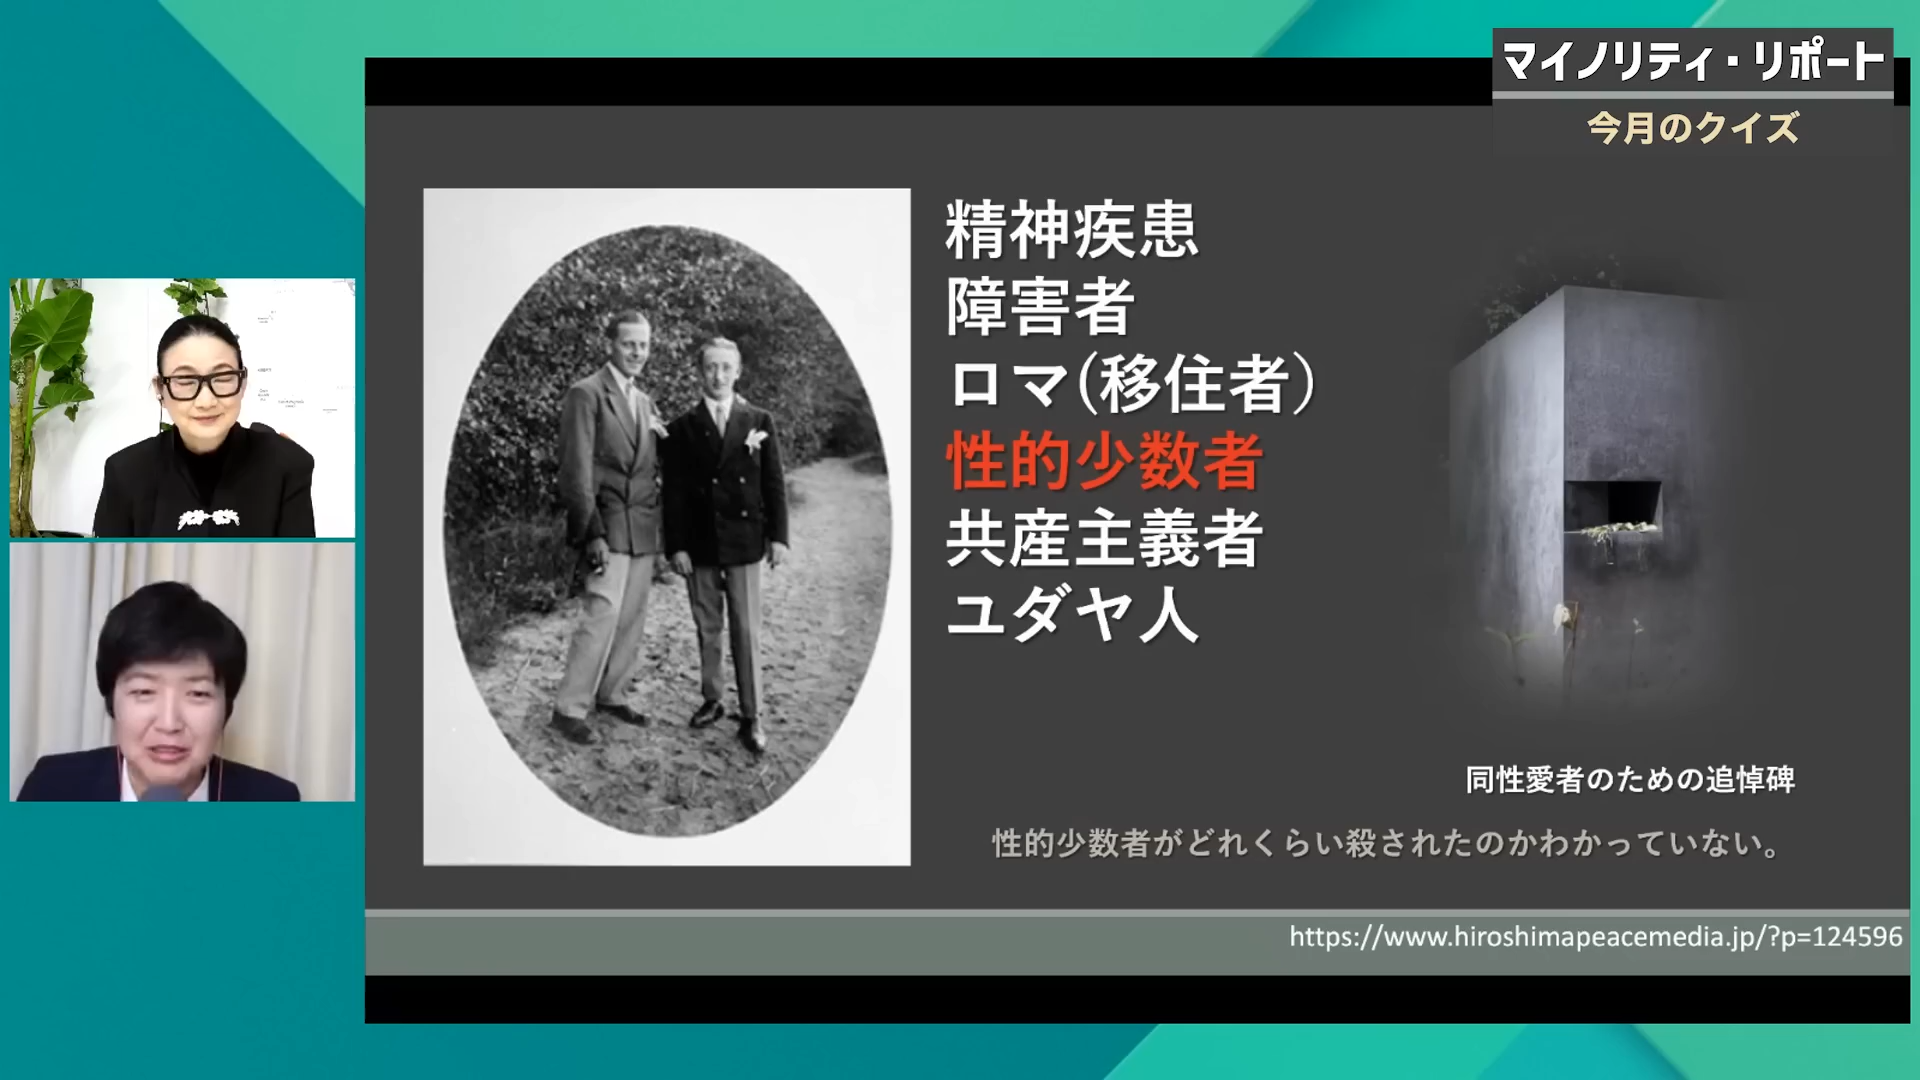 マイノリティ・リポート
今月のクイズ
精神疾患
障害者
ロマ(移住者)
性的少数者
共産主義者
ユダヤ人
同性愛者のための追悼碑
性的少数者がどれくらい殺されたのかわかっていない。
https://www.hiroshimapeacemedia.jp/?p=124596